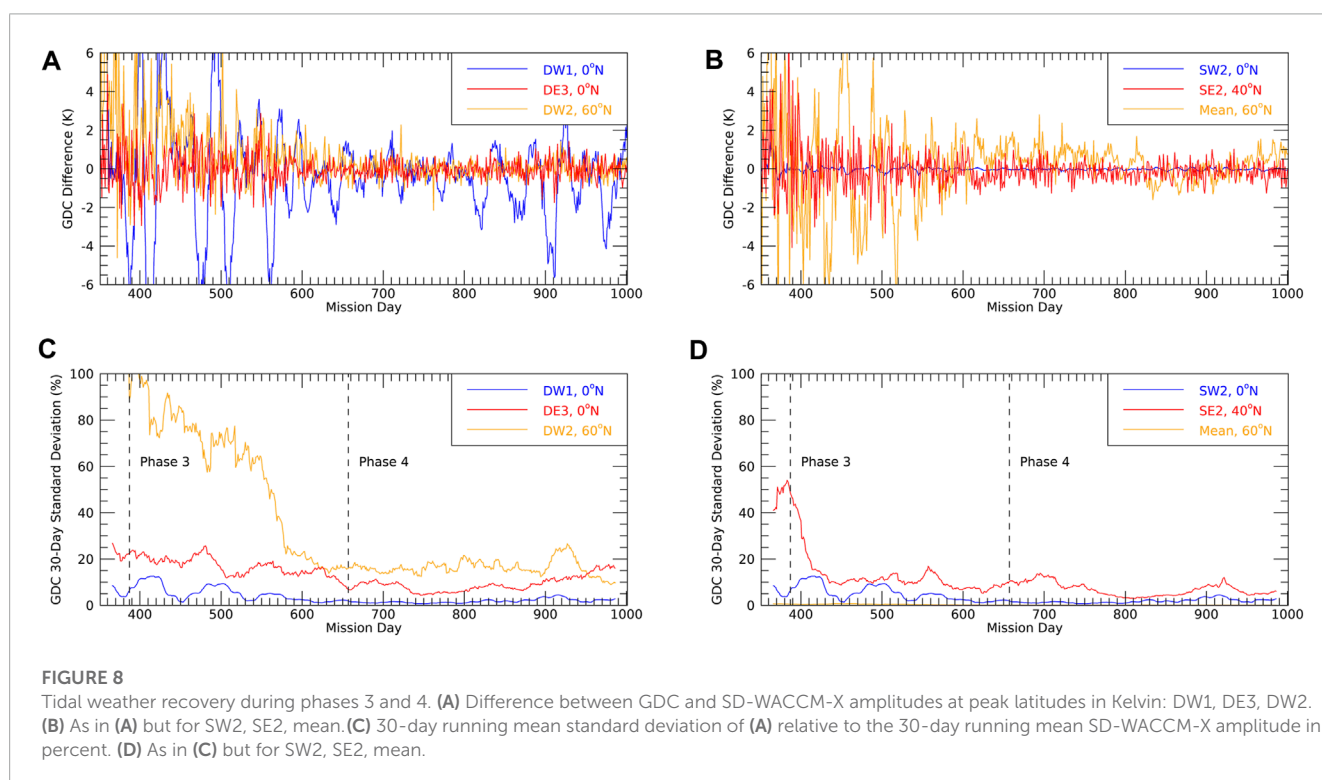 A
6
4
2
0
-2
-4
-6
GDC Difference (K)
DW1, 0°N
DE3, 0°N
DW2, 60°N
400 500 600 700 800 900 1000
Mission Day
B
6
4
2
0
-2
-4
-6
GDC Difference (K)
SW2, 0°N
SE2, 40°N
Mean, 60°N
400 500 600 700 800 900 1000
Mission Day
C
100
80
60
40
20
0
GDC 30-Day Standard Deviation (%)
DW1, 0°N
DE3, 0°N
DW2, 60°N
Phase 3
Phase 4
400 500 600 700 800 900 1000
Mission Day
D
100
80
60
40
20
0
GDC 30-Day Standard Deviation (%)
SW2, 0°N
SE2, 40°N
Mean, 60°N
Phase 3
Phase 4
400 500 600 700 800 900 1000
Mission Day
FIGURE 8
Tidal weather recovery during phases 3 and 4. (A) Difference between GDC and SD-WACCM-X amplitudes at peak latitudes in Kelvin: DW1, DE3, DW2.
(B) As in (A) but for SW2, SE2, mean.(C) 30-day running mean standard deviation of (A) relative to the 30-day running mean SD-WACCM-X amplitude in
percent. (D) As in (C) but for SW2, SE2, mean.